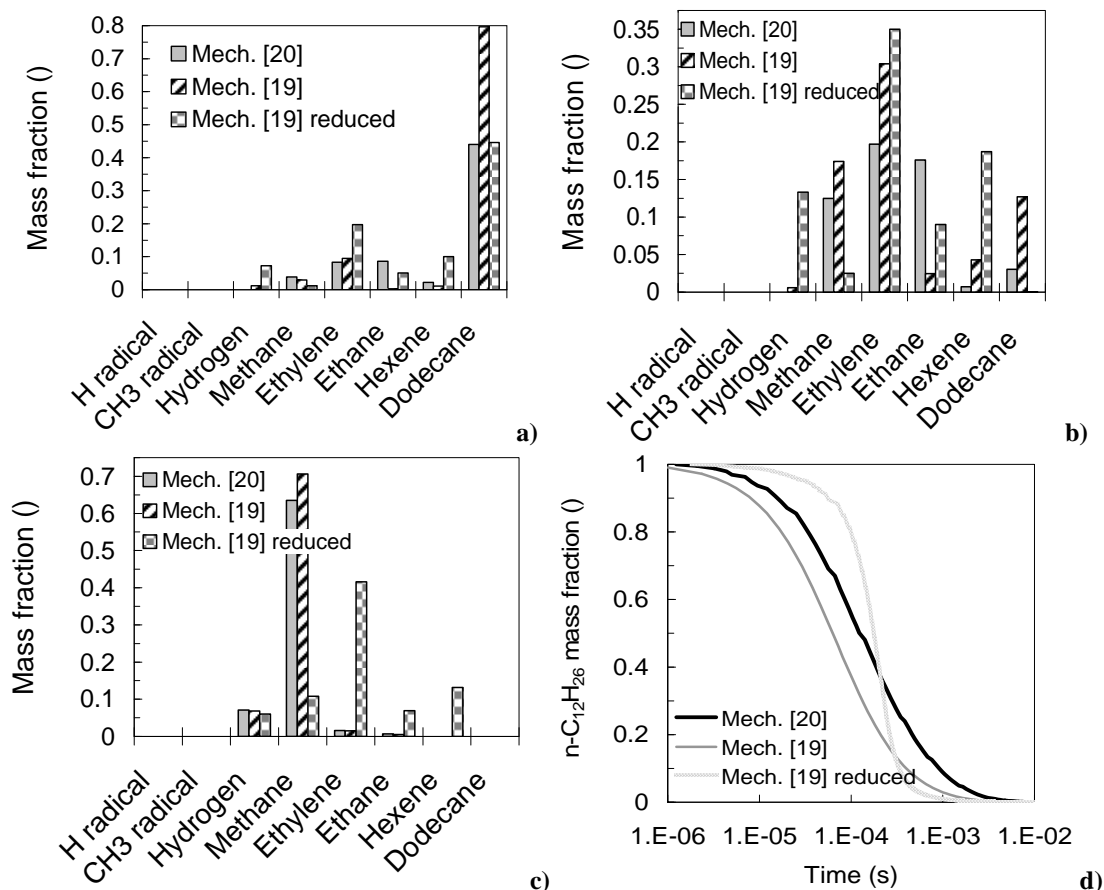 0.8
0.7
0.6
0.5
0.4
0.3
0.2
0.1
0
Mass fraction ()
Mech. [20]
Mech. [19]
Mech. [19] reduced
H radical
CH3 radical
Hydrogen
Methane
Ethylene
Ethane
Hexene
Dodecane
a)
0.35
0.3
0.25
0.2
0.15
0.1
0.05
0
Mass fraction ()
Mech. [20]
Mech. [19]
Mech. [19] reduced
H radical
CH3 radical
Hydrogen
Methane
Ethylene
Ethane
Hexene
Dodecane
b)
0.7
0.6
0.5
0.4
0.3
0.2
0.1
0
Mass fraction ()
Mech. [20]
Mech. [19]
Mech. [19] reduced
H radical
CH3 radical
Hydrogen
Methane
Ethylene
Ethane
Hexene
Dodecane
c)
1
0.8
0.6
0.4
0.2
0
n-C12H26 mass fraction ()
Mech. [20]
Mech. [19]
Mech. [19] reduced
1.E-06 1.E-05 1.E-04 1.E-03 1.E-02
Time (s)
d)